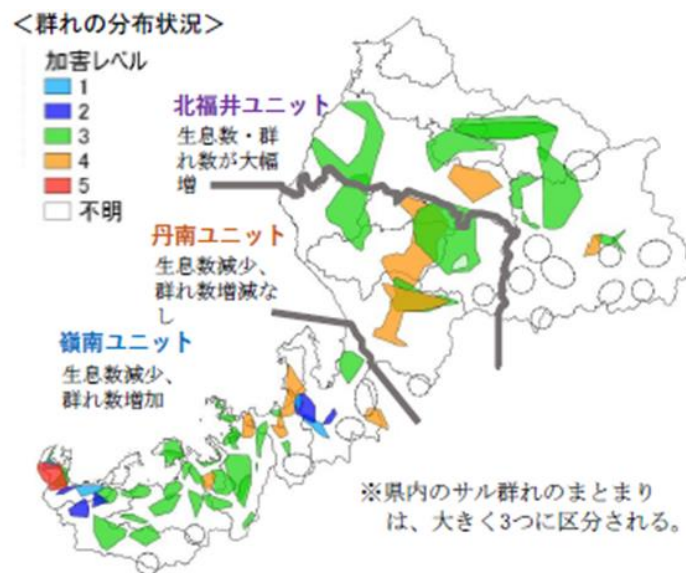 ＜群れの分布状況＞
加害レベル
1
2
3
4
5
不明
北福井ユニット
生息数・群
れ数が大幅
増
丹南ユニット
生息数減少、
群れ数増減な
し
嶺南ユニット
生息数減少、
群れ数増加
※県内のサル群れのまとまり
は、大きく3つに区分される。